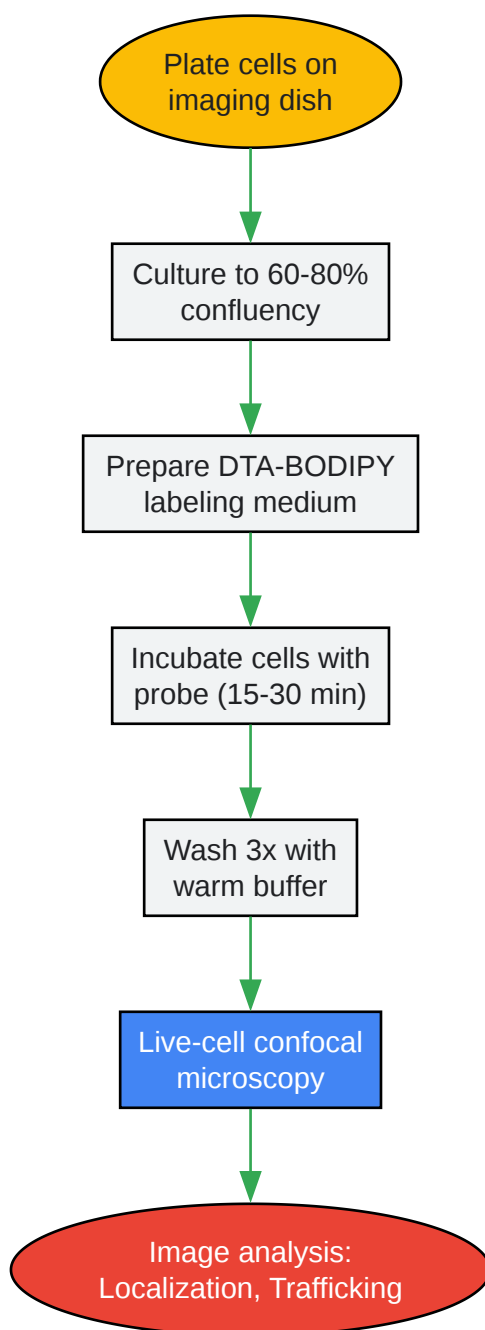 Plate cells on
imaging dish
Culture to 60-80%
confluency
Prepare DTA-BODIPY
labeling medium
Incubate cells with
probe (15-30 min)
Wash 3x with
warm buffer
Live-cell confocal
microscopy
Image analysis:
Localization, Trafficking